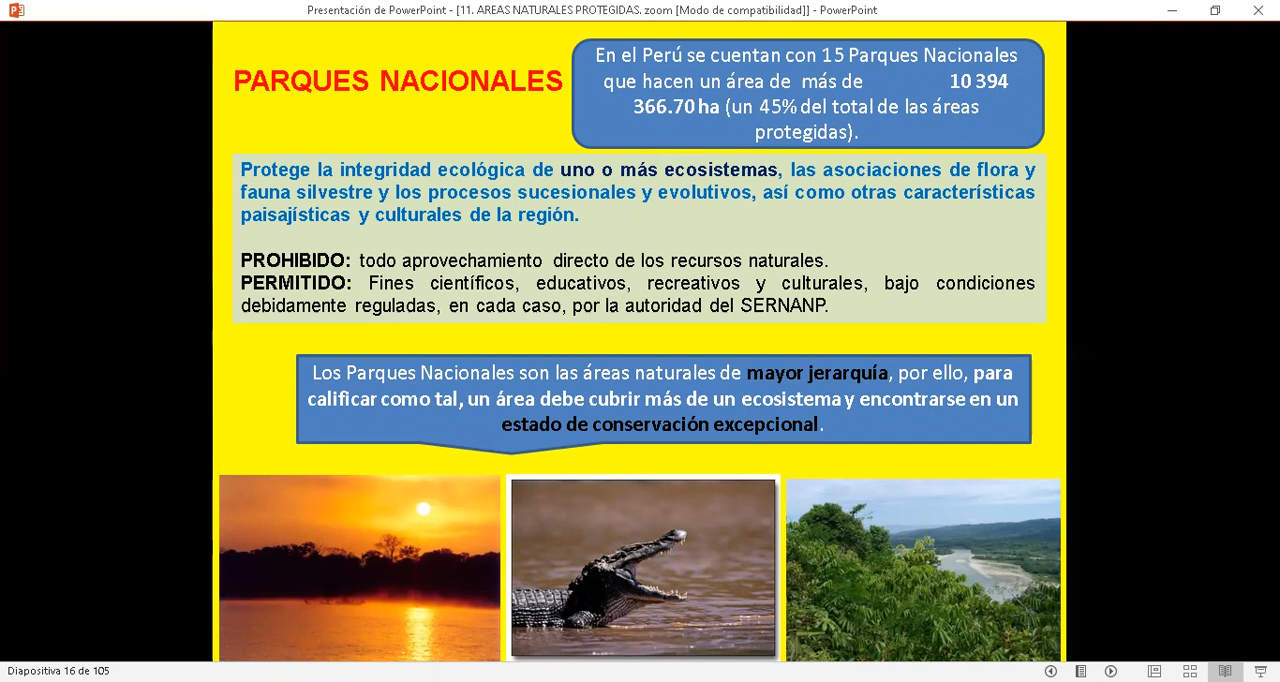 Presentación de PowerPoint - [11. AREAS NATURALES PROTEGIDAS. zoom [Modo de compatibilidad]] - PowerPoint
PARQUES NACIONALES
En el Perú se cuentan con 15 Parques Nacionales
que hacen un área de más de 10 394
366.70 ha (un 45% del total de las áreas
protegidas).
Protege la integridad ecológica de uno o más ecosistemas, las asociaciones de flora y
fauna silvestre y los procesos sucesionales y evolutivos, así como otras características
paisajísticas y culturales de la región.
PROHIBIDO: todo aprovechamiento directo de los recursos naturales.
PERMITIDO: Fines científicos, educativos, recreativos y culturales, bajo condiciones
debidamente reguladas, en cada caso, por la autoridad del SERNANP.
Los Parques Nacionales son las áreas naturales de mayor jerarquía, por ello, para
calificar como tal, un área debe cubrir más de un ecosistema y encontrarse en un
estado de conservación excepcional.
Diapositiva 16 de 105